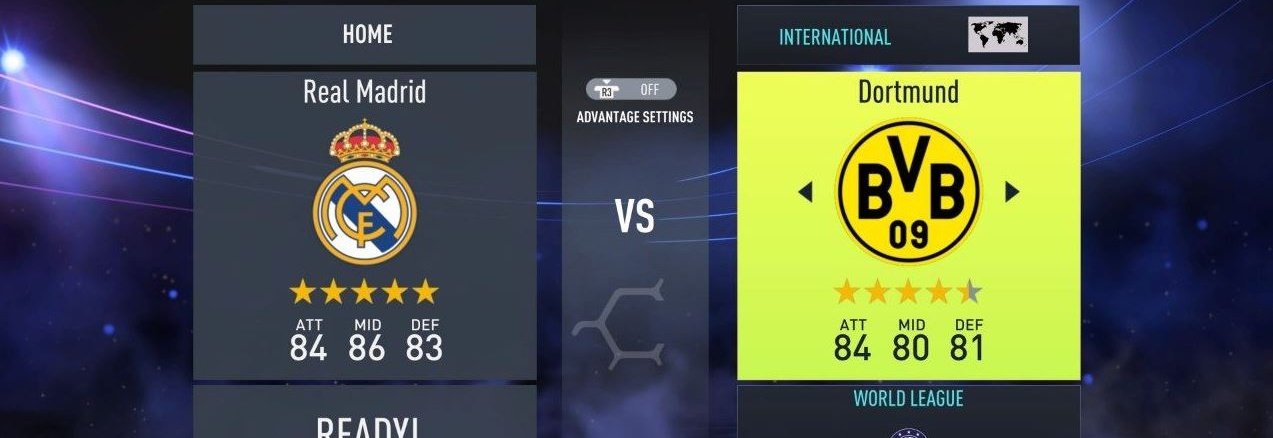 HOME
Real Madrid
ATT MID DEF
84 86 83
READY!
R3 OFF
ADVANTAGE SETTINGS
VS
INTERNATIONAL
Dortmund
BVB
09
ATT MID DEF
84 80 81
WORLD LEAGUE